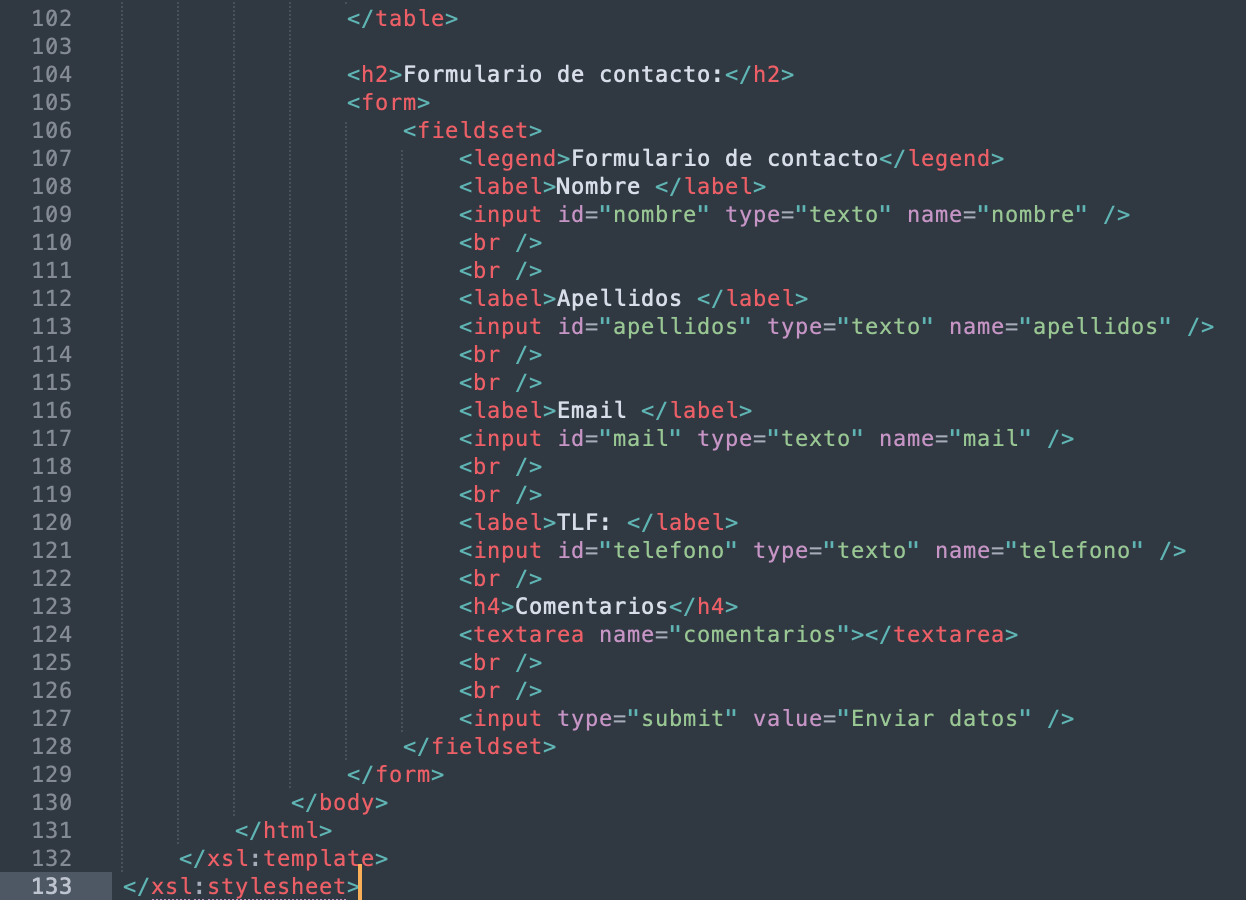 102 </table>
103
104 <h2>Formulario de contacto:</h2>
105 <form>
106 <fieldset>
107 <legend>Formulario de contacto</legend>
108 <label>Nombre </label>
109 <input id="nombre" type="texto" name="nombre" />
110 <br />
111 <br />
112 <label>Apellidos </label>
113 <input id="apellidos" type="texto" name="apellidos" />
114 <br />
115 <br />
116 <label>Email </label>
117 <input id="mail" type="texto" name="mail" />
118 <br />
119 <br />
120 <label>TLF: </label>
121 <input id="telefono" type="texto" name="telefono" />
122 <br />
123 <h4>Comentarios</h4>
124 <textarea name="comentarios"></textarea>
125 <br />
126 <br />
127 <input type="submit" value="Enviar datos" />
128 </fieldset>
129 </form>
130 </body>
131 </html>
132 </xsl:template>
133 </xsl:stylesheet>